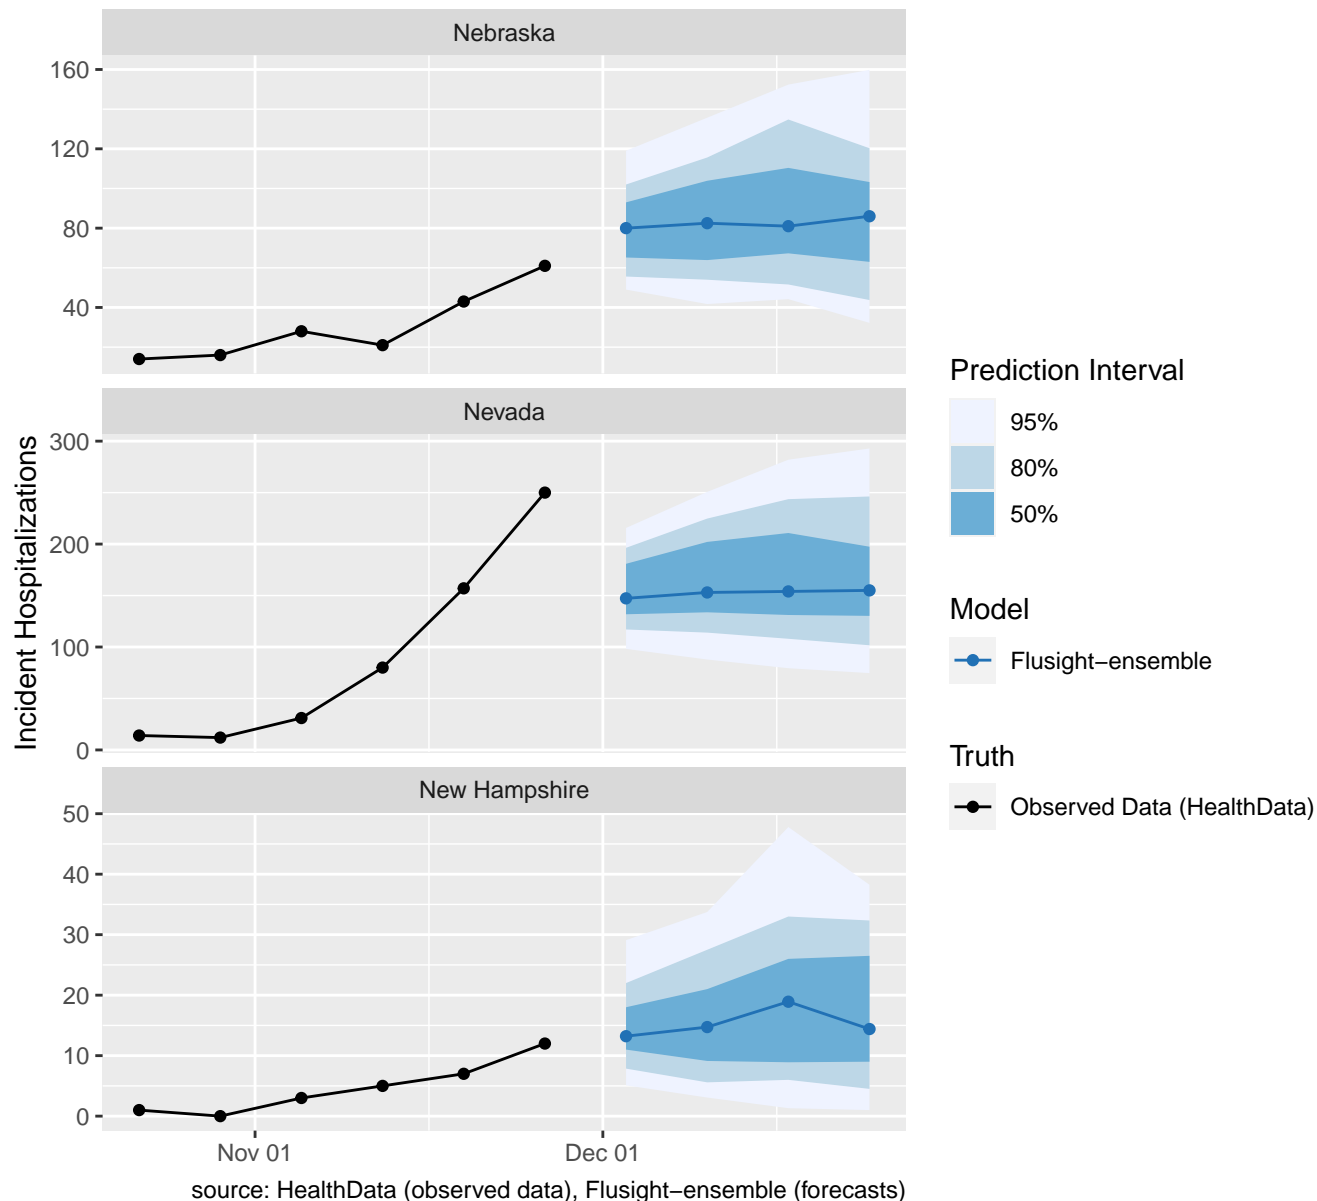 Nebraska
160
120
80
40
Nevada
300
200
100
0
New Hampshire
50
40
30
20
10
0
Nov 01
Dec 01
Incident Hospitalizations
source: HealthData (observed data), Flusight−ensemble (forecasts)
Prediction Interval
95%
80%
50%
Model
Flusight−ensemble
Truth
Observed Data (HealthData)